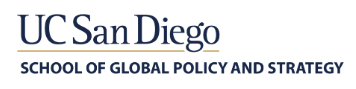 UC San Diego
SCHOOL OF GLOBAL POLICY AND STRATEGY